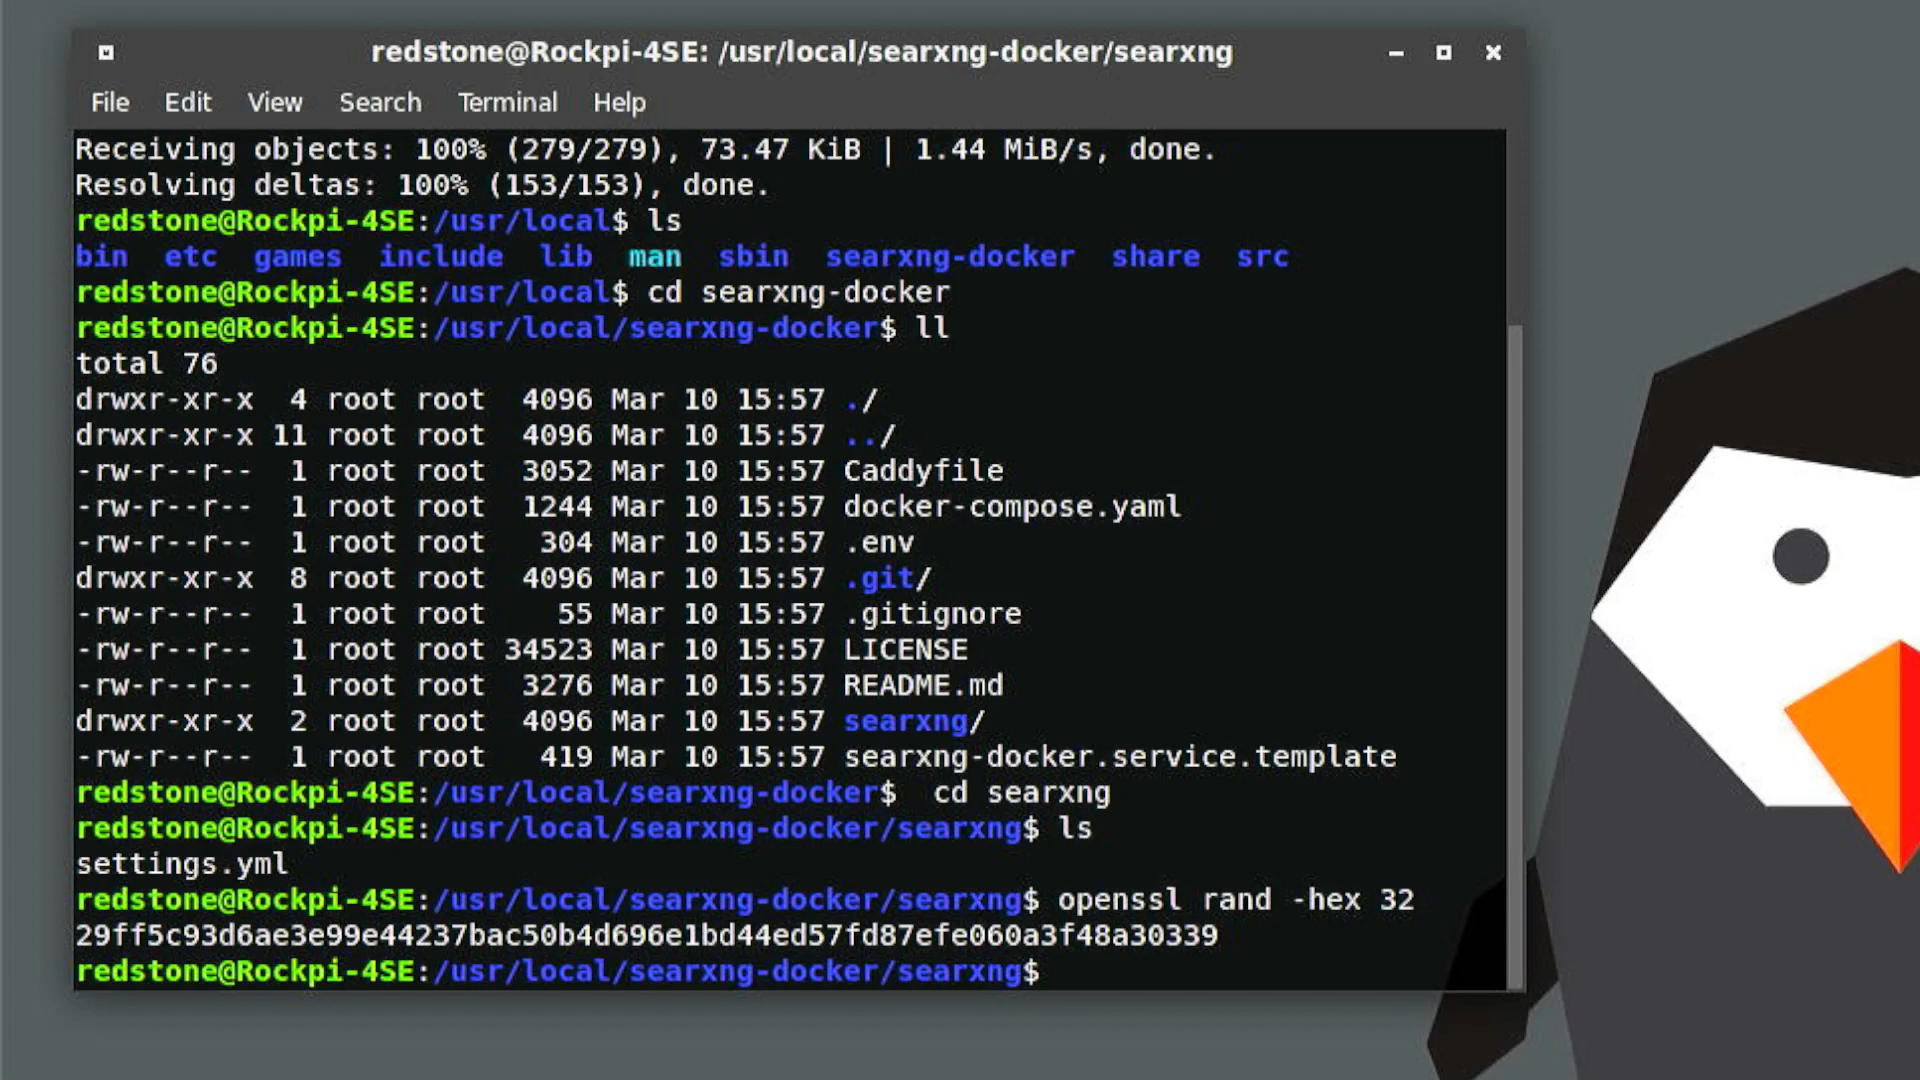 redstone@Rockpi-4SE: /usr/local/searxng-docker/searxng
File Edit View Search Terminal Help
Receiving objects: 100% (279/279), 73.47 KiB | 1.44 MiB/s, done.
Resolving deltas: 100% (153/153), done.
redstone@Rockpi-4SE:/usr/local$ ls
bin  etc  games  include  lib  man  sbin  searxng-docker  share  src
redstone@Rockpi-4SE:/usr/local$ cd searxng-docker
redstone@Rockpi-4SE:/usr/local/searxng-docker$ ll
total 76
drwxr-xr-x  4 root root  4096 Mar 10 15:57 ./
drwxr-xr-x 11 root root  4096 Mar 10 15:57 ../
-rw-r--r--  1 root root  3052 Mar 10 15:57 Caddyfile
-rw-r--r--  1 root root  1244 Mar 10 15:57 docker-compose.yaml
-rw-r--r--  1 root root   304 Mar 10 15:57 .env
drwxr-xr-x  8 root root  4096 Mar 10 15:57 .git/
-rw-r--r--  1 root root    55 Mar 10 15:57 .gitignore
-rw-r--r--  1 root root 34523 Mar 10 15:57 LICENSE
-rw-r--r--  1 root root  3276 Mar 10 15:57 README.md
drwxr-xr-x  2 root root  4096 Mar 10 15:57 searxng/
-rw-r--r--  1 root root   419 Mar 10 15:57 searxng-docker.service.template
redstone@Rockpi-4SE:/usr/local/searxng-docker$  cd searxng
redstone@Rockpi-4SE:/usr/local/searxng-docker/searxng$ ls
settings.yml
redstone@Rockpi-4SE:/usr/local/searxng-docker/searxng$ openssl rand -hex 32
29ff5c93d6ae3e99e44237bac50b4d696e1bd44ed57fd87efe060a3f48a30339
redstone@Rockpi-4SE:/usr/local/searxng-docker/searxng$